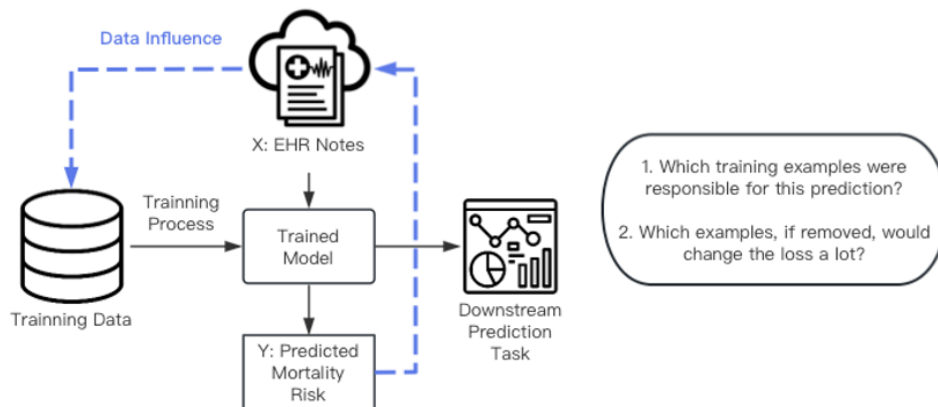 Data Influence
X: EHR Notes
Trainning
Process
Trained
Model
Trainning Data
Y: Predicted
Mortality
Risk
Downstream
Prediction
Task
1. Which training examples were
responsible for this prediction?
2. Which examples, if removed, would
change the loss a lot?